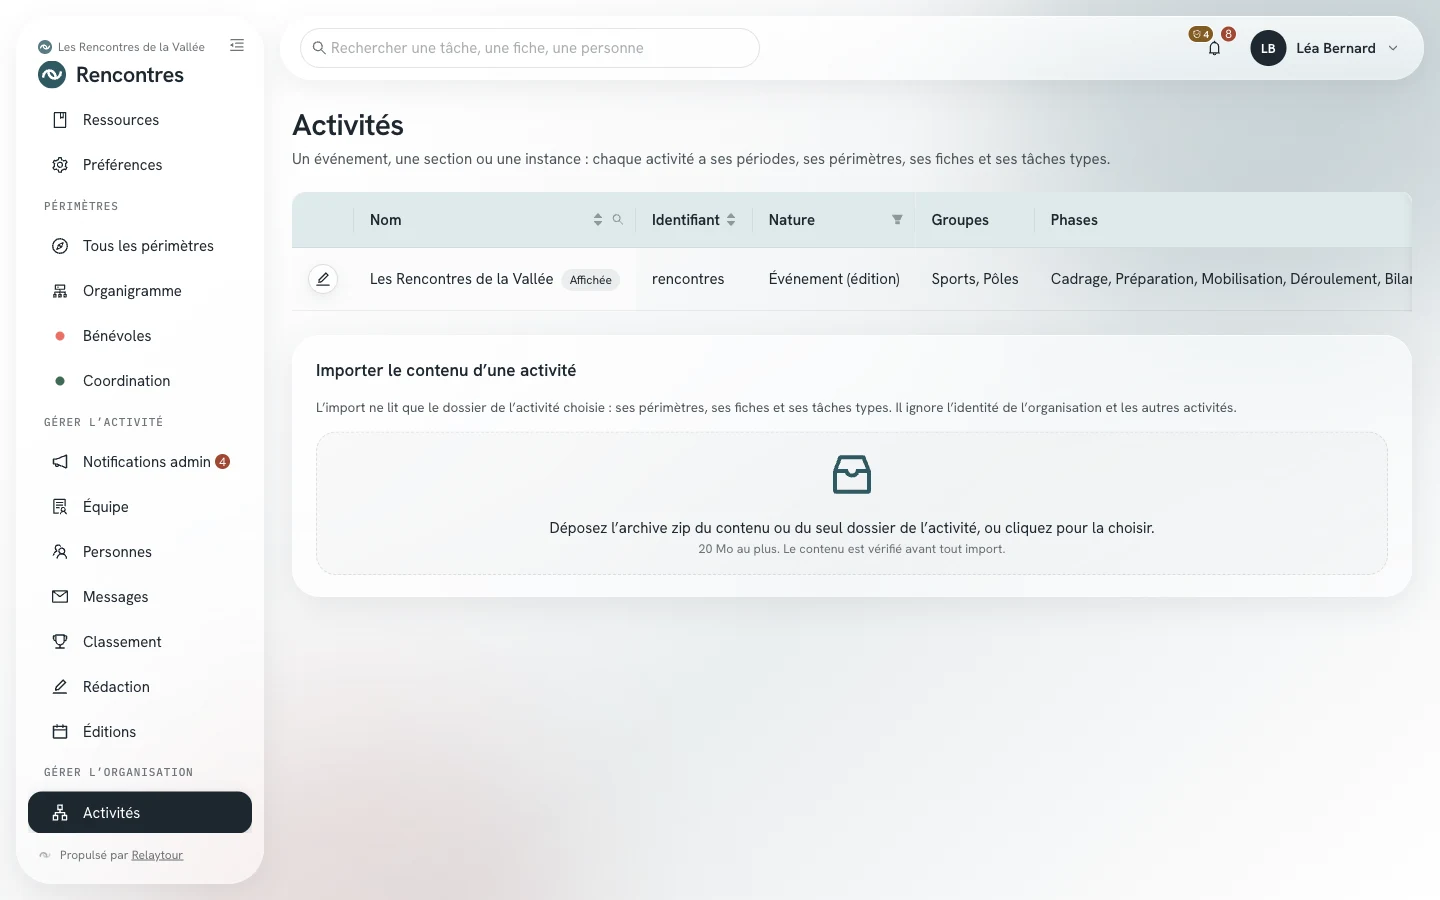 Les Rencontres de la Vallée
Rencontres
Ressources
Préférences
PÉRIMÈTRES
Tous les périmètres
Organigramme
Bénévoles
Coordination
GÉRER L’ACTIVITÉ
Notifications admin 4
Équipe
Personnes
Messages
Classement
Rédaction
Éditions
GÉRER L’ORGANISATION
Activités
Propulsé par Relaytour
Rechercher une tâche, une fiche, une personne
4 8
LB Léa Bernard
Activités
Un événement, une section ou une instance : chaque activité a ses périodes, ses périmètres, ses fiches et ses tâches types.
Nom Identifiant Nature Groupes Phases
Les Rencontres de la Vallée Affichée rencontres Événement (édition) Sports, Pôles Cadrage, Préparation, Mobilisation, Déroulement, Bilan
Importer le contenu d’une activité
L’import ne lit que le dossier de l’activité choisie : ses périmètres, ses fiches et ses tâches types. Il ignore l’identité de l’organisation et les autres activités.
Déposez l’archive zip du contenu ou du seul dossier de l’activité, ou cliquez pour la choisir.
20 Mo au plus. Le contenu est vérifié avant tout import.